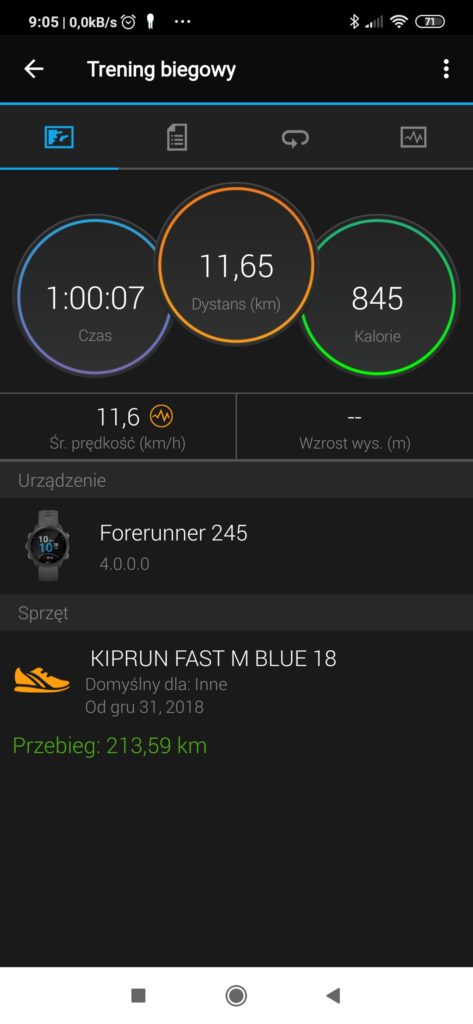 9:05 | 0,0kB/s
71
Trening biegowy
11,65
Dystans (km)
1:00:07
Czas
845
Kalorie
11,6
Śr. prędkość (km/h)
--
Wzrost wys. (m)
Urządzenie
Forerunner 245
4.0.0.0
Sprzęt
KIPRUN FAST M BLUE 18
Domyślny dla: Inne
Od gru 31, 2018
Przebieg: 213,59 km